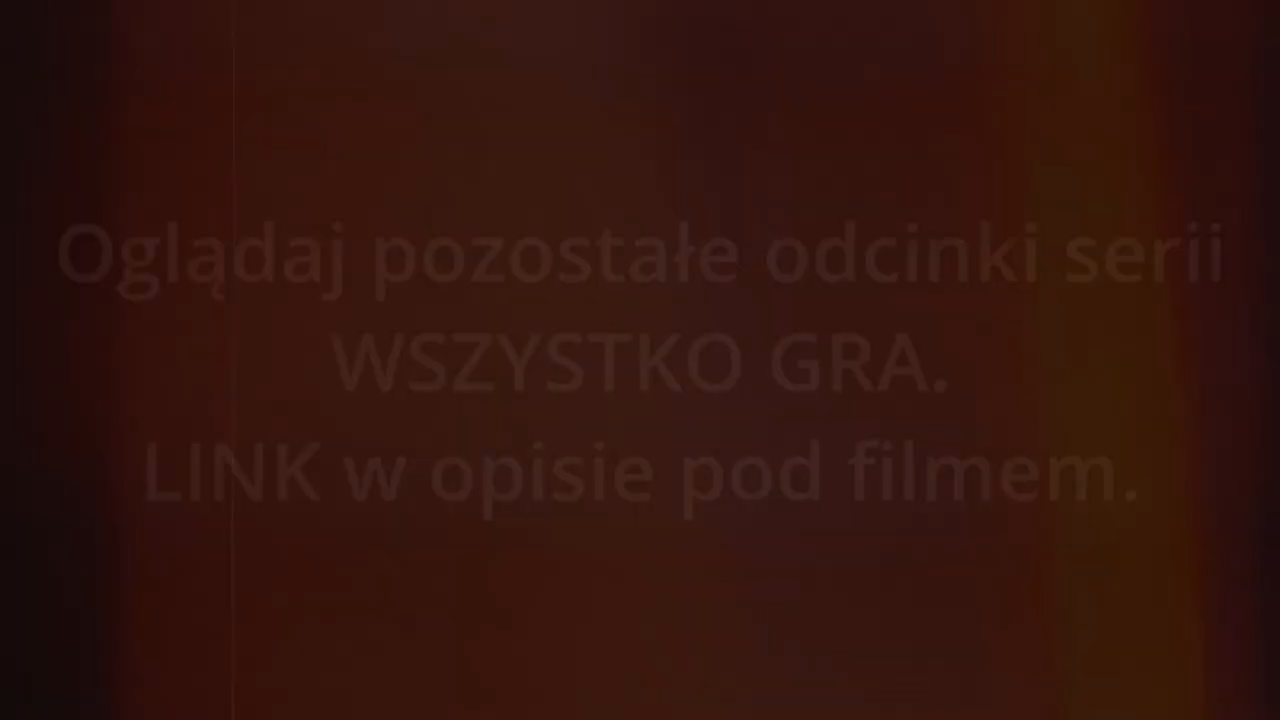 Oglądaj pozostałe odcinki serii
WSZYSTKO GRA.
LINK w opisie pod filmem.